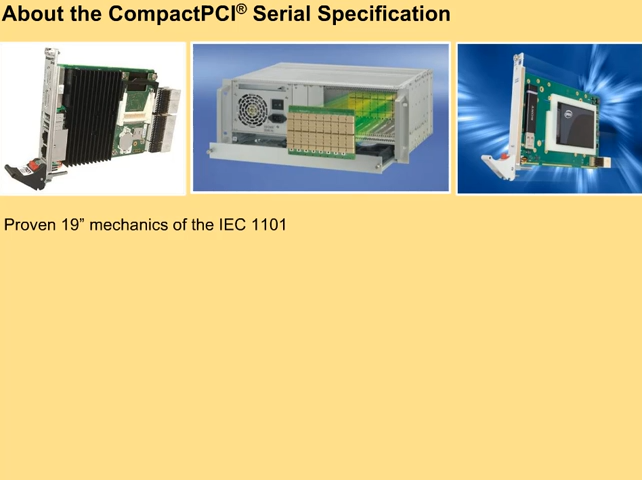 About the CompactPCI® Serial Specification
Proven 19” mechanics of the IEC 1101